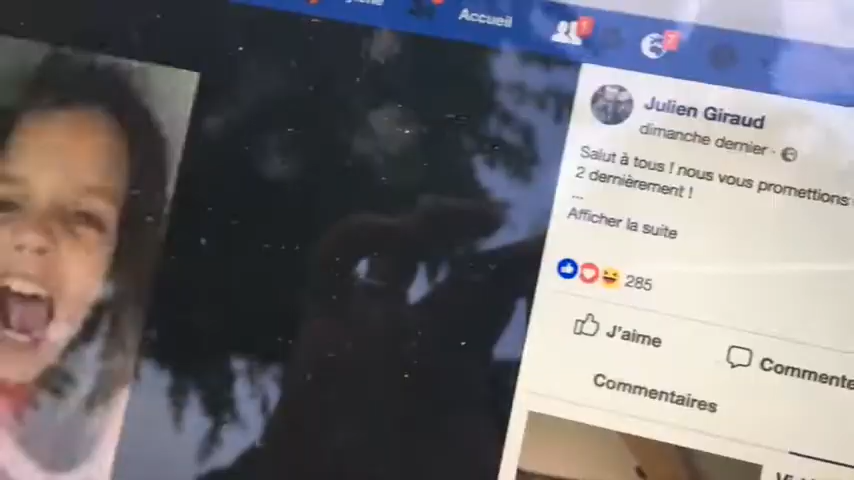 Accueil
7
Julien Giraud
dimanche dernier ·
Salut à tous ! nous vous promettions
2 dernièrement !
...
Afficher la suite
285
J'aime
Commente
Commentaires